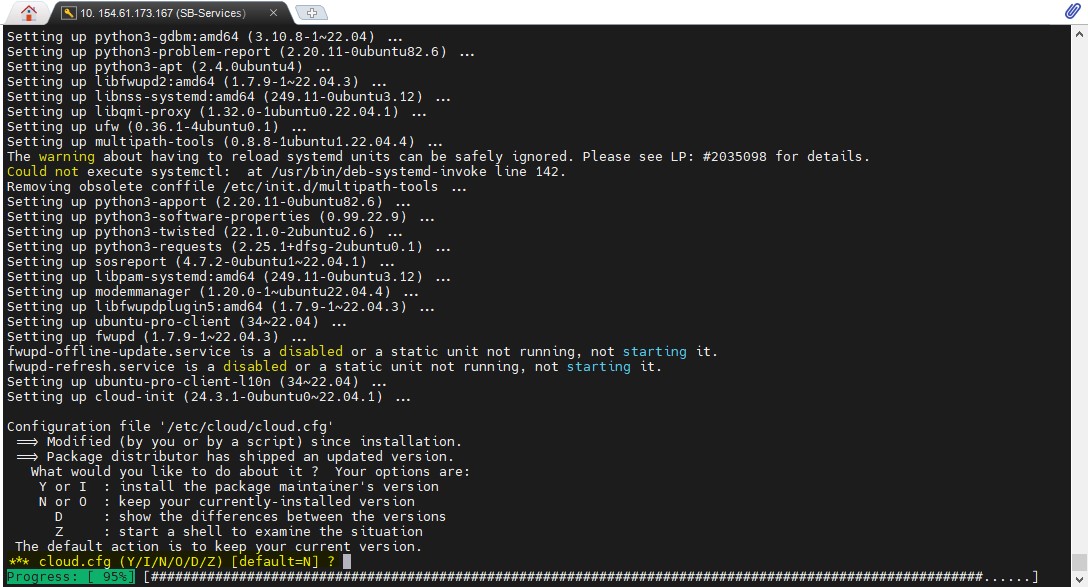 10. 154.61.173.167 (SB-Services)
Setting up python3-gdbm:amd64 (3.10.8-1~22.04) ...
Setting up python3-problem-report (2.20.11-0ubuntu82.6) ...
Setting up python3-apt (2.4.0ubuntu4) ...
Setting up libfwupd2:amd64 (1.7.9-1~22.04.3) ...
Setting up libnss-systemd:amd64 (249.11-0ubuntu3.12) ...
Setting up libqmi-proxy (1.32.0-1ubuntu0.22.04.1) ...
Setting up ufw (0.36.1-4ubuntu0.1) ...
Setting up multipath-tools (0.8.8-1ubuntu1.22.04.4) ...
The warning about having to reload systemd units can be safely ignored. Please see LP: #2035098 for details.
Could not execute systemctl:  at /usr/bin/deb-systemd-invoke line 142.
Removing obsolete conffile /etc/init.d/multipath-tools ...
Setting up python3-apport (2.20.11-0ubuntu82.6) ...
Setting up python3-software-properties (0.99.22.9) ...
Setting up python3-twisted (22.1.0-2ubuntu2.6) ...
Setting up python3-requests (2.25.1+dfsg-2ubuntu0.1) ...
Setting up sosreport (4.7.2-0ubuntu1~22.04.1) ...
Setting up libpam-systemd:amd64 (249.11-0ubuntu3.12) ...
Setting up modemmanager (1.20.0-1~ubuntu22.04.4) ...
Setting up libfwupdplugin5:amd64 (1.7.9-1~22.04.3) ...
Setting up ubuntu-pro-client (34~22.04) ...
Setting up fwupd (1.7.9-1~22.04.3) ...
fwupd-offline-update.service is a disabled or a static unit not running, not starting it.
fwupd-refresh.service is a disabled or a static unit not running, not starting it.
Setting up ubuntu-pro-client-l10n (34~22.04) ...
Setting up cloud-init (24.3.1-0ubuntu0~22.04.1) ...
Configuration file '/etc/cloud/cloud.cfg'
==> Modified (by you or by a script) since installation.
==> Package distributor has shipped an updated version.
What would you like to do about it ?  Your options are:
Y or I  : install the package maintainer's version
N or O  : keep your currently-installed version
D     : show the differences between the versions
Z     : start a shell to examine the situation
The default action is to keep your current version.
*** cloud.cfg (Y/I/N/O/D/Z) [default=N] ?
Progress: [ 95%] [#########################################################################################################......]